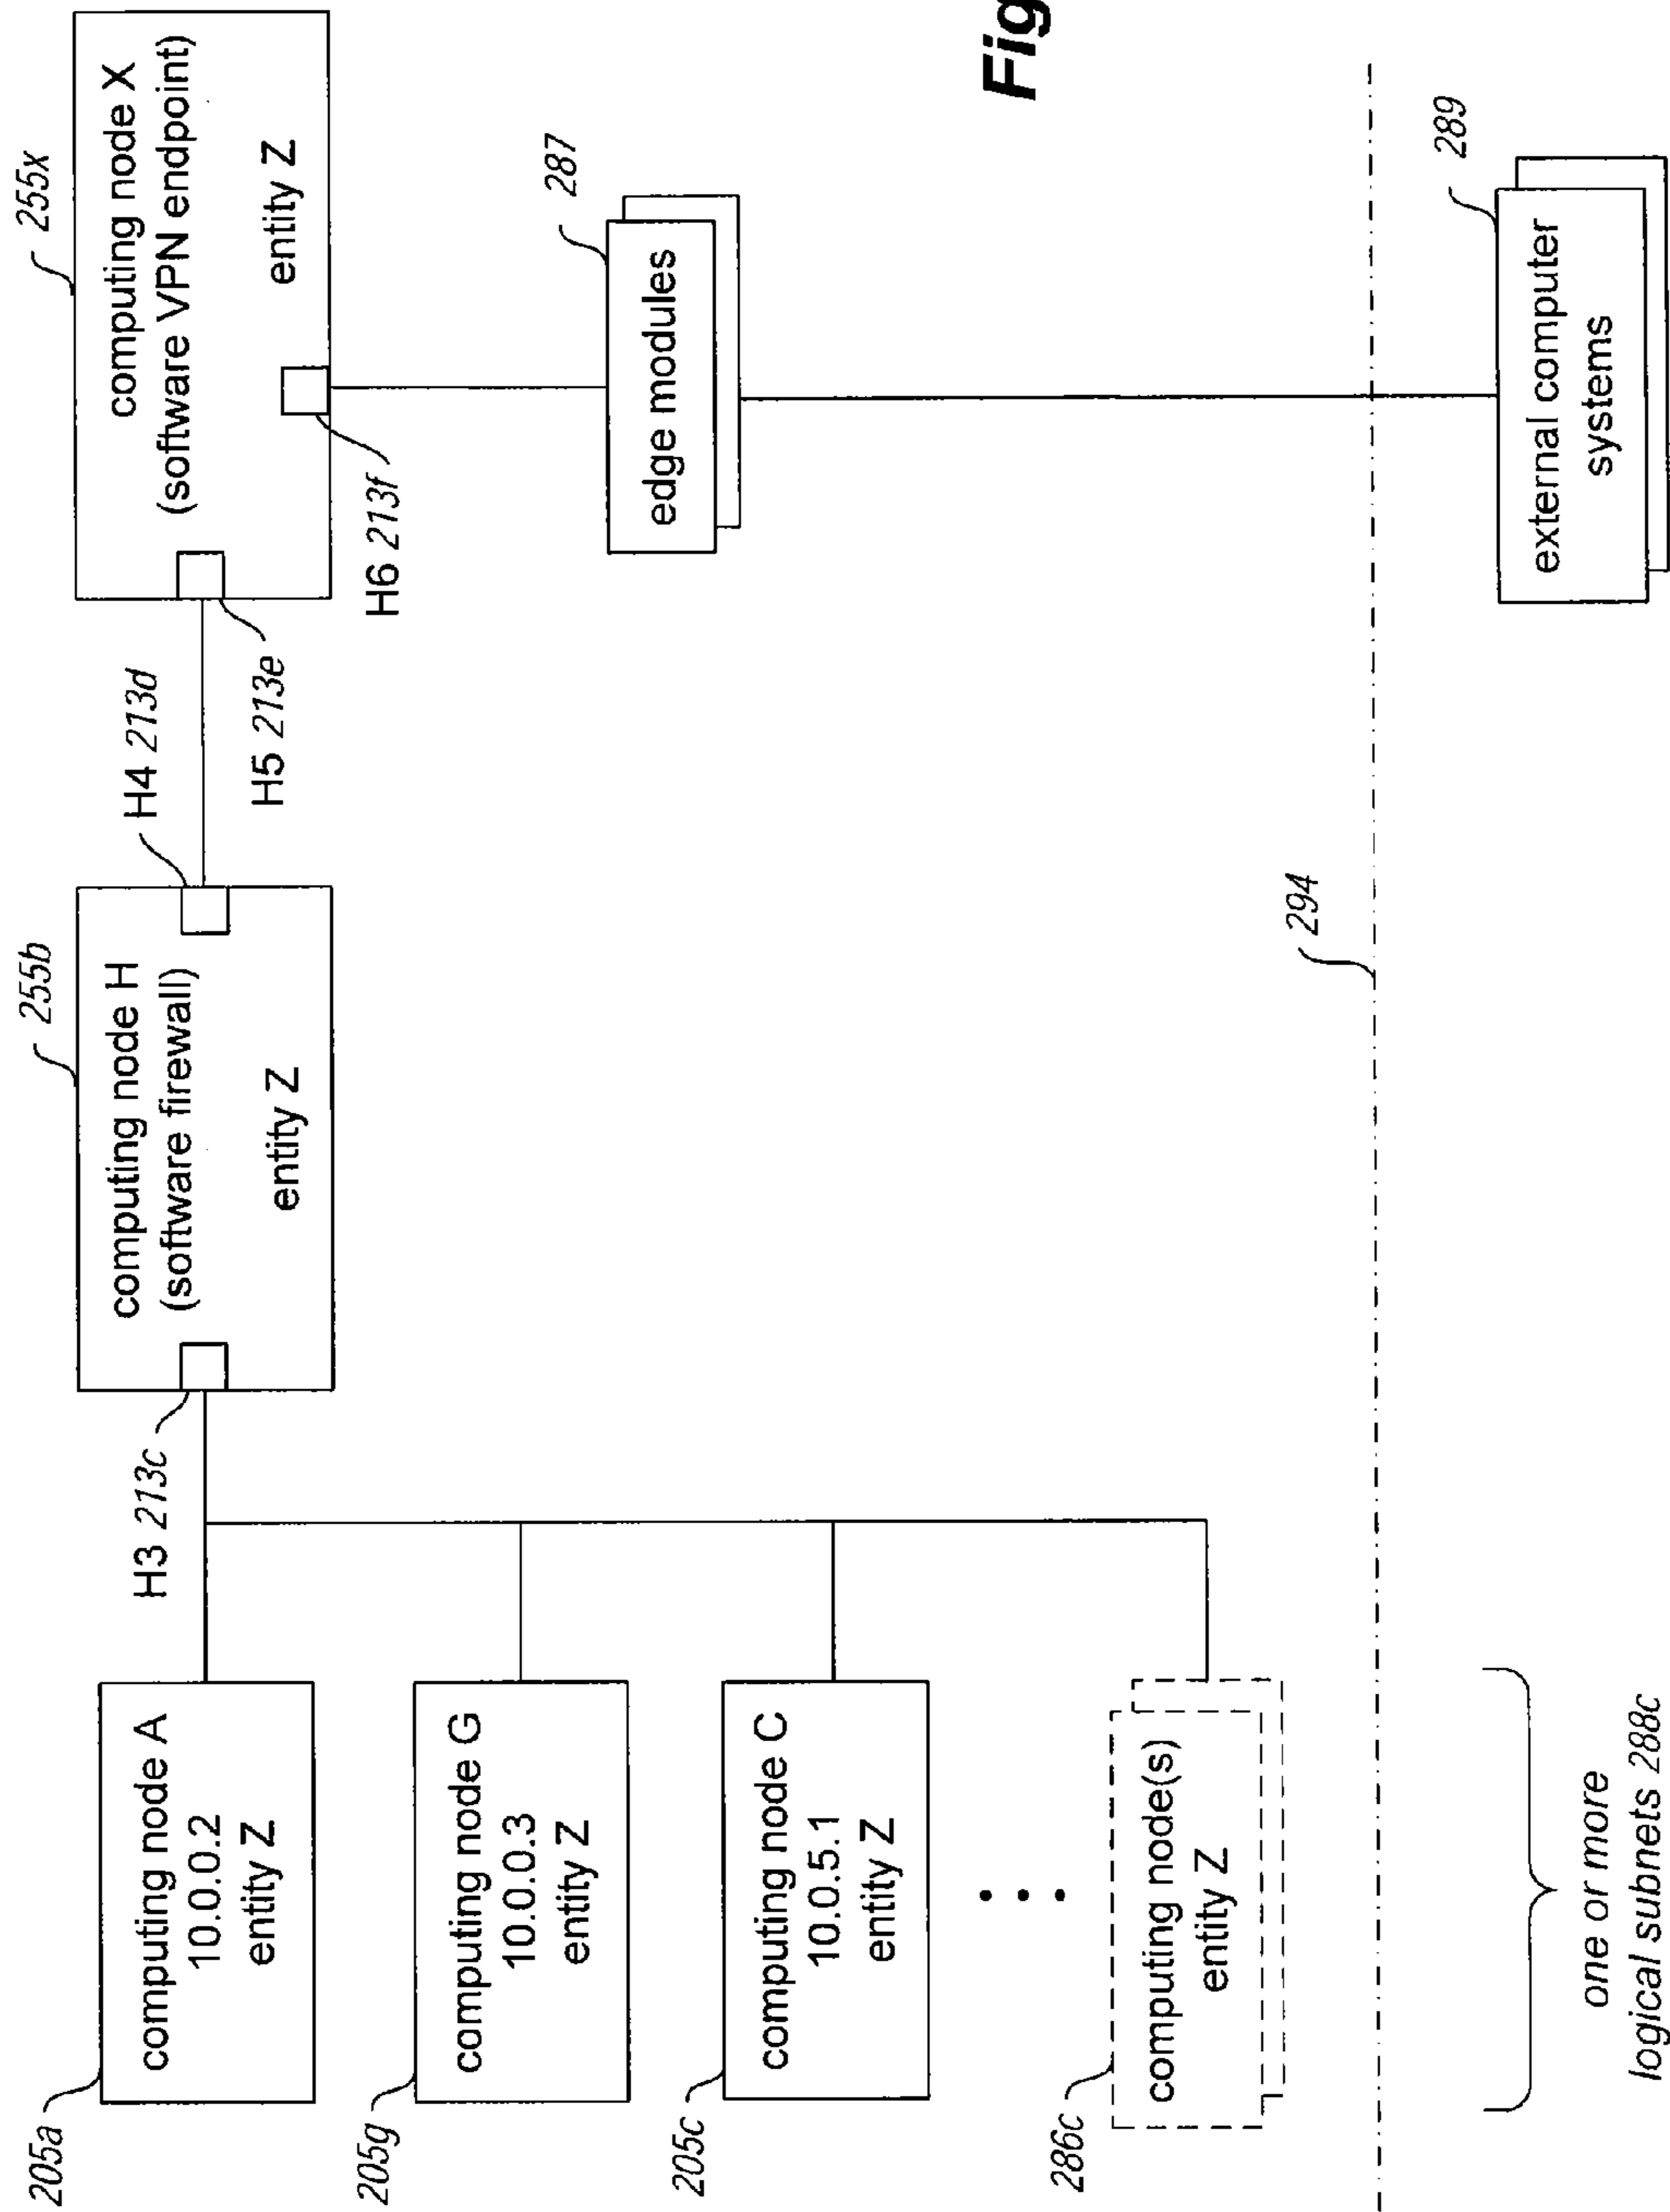 205a
computing node A
10.0.0.2
entity Z
H3 213c
255b
computing node H
(software firewall)
entity Z
H4 213d
H5 213e
255x
computing node X
(software VPN endpoint)
entity Z
H6 213f
205g
computing node G
10.0.0.3
entity Z
287
edge modules
205c
computing node C
10.0.5.1
entity Z
286c
computing node(s)
entity Z
294
289
external computer
systems
one or more
logical subnets 288c
Fig